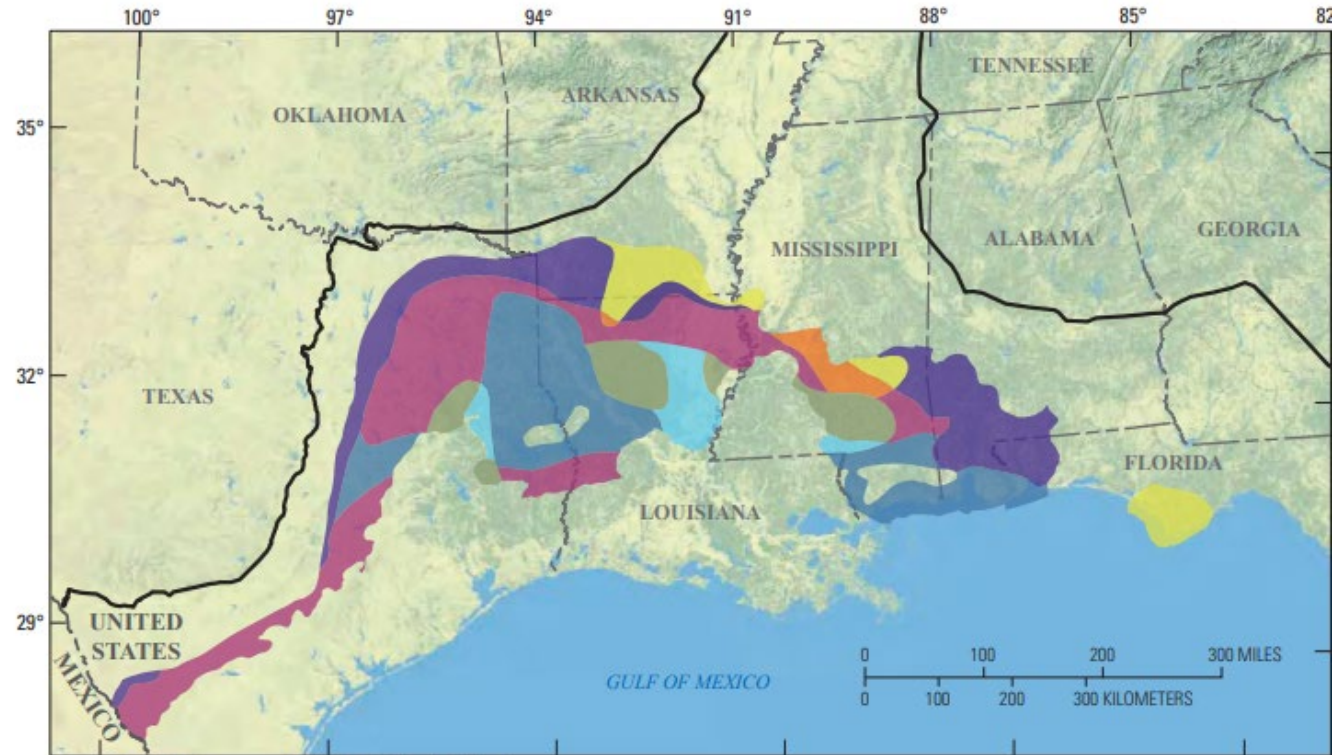 100° 97° 94° 91° 88° 85° 82
TENNESSEE
ARKANSAS
OKLAHOMA
35°
GEORGIA
ALABAMA
MISSISSIPPI
32°
TEXAS
FLORIDA
LOUISIANA
29°
UNITED
STATES
MEXICO
GULF OF MEXICO
0 100 200 300 MILES
0 100 200 300 KILOMETERS